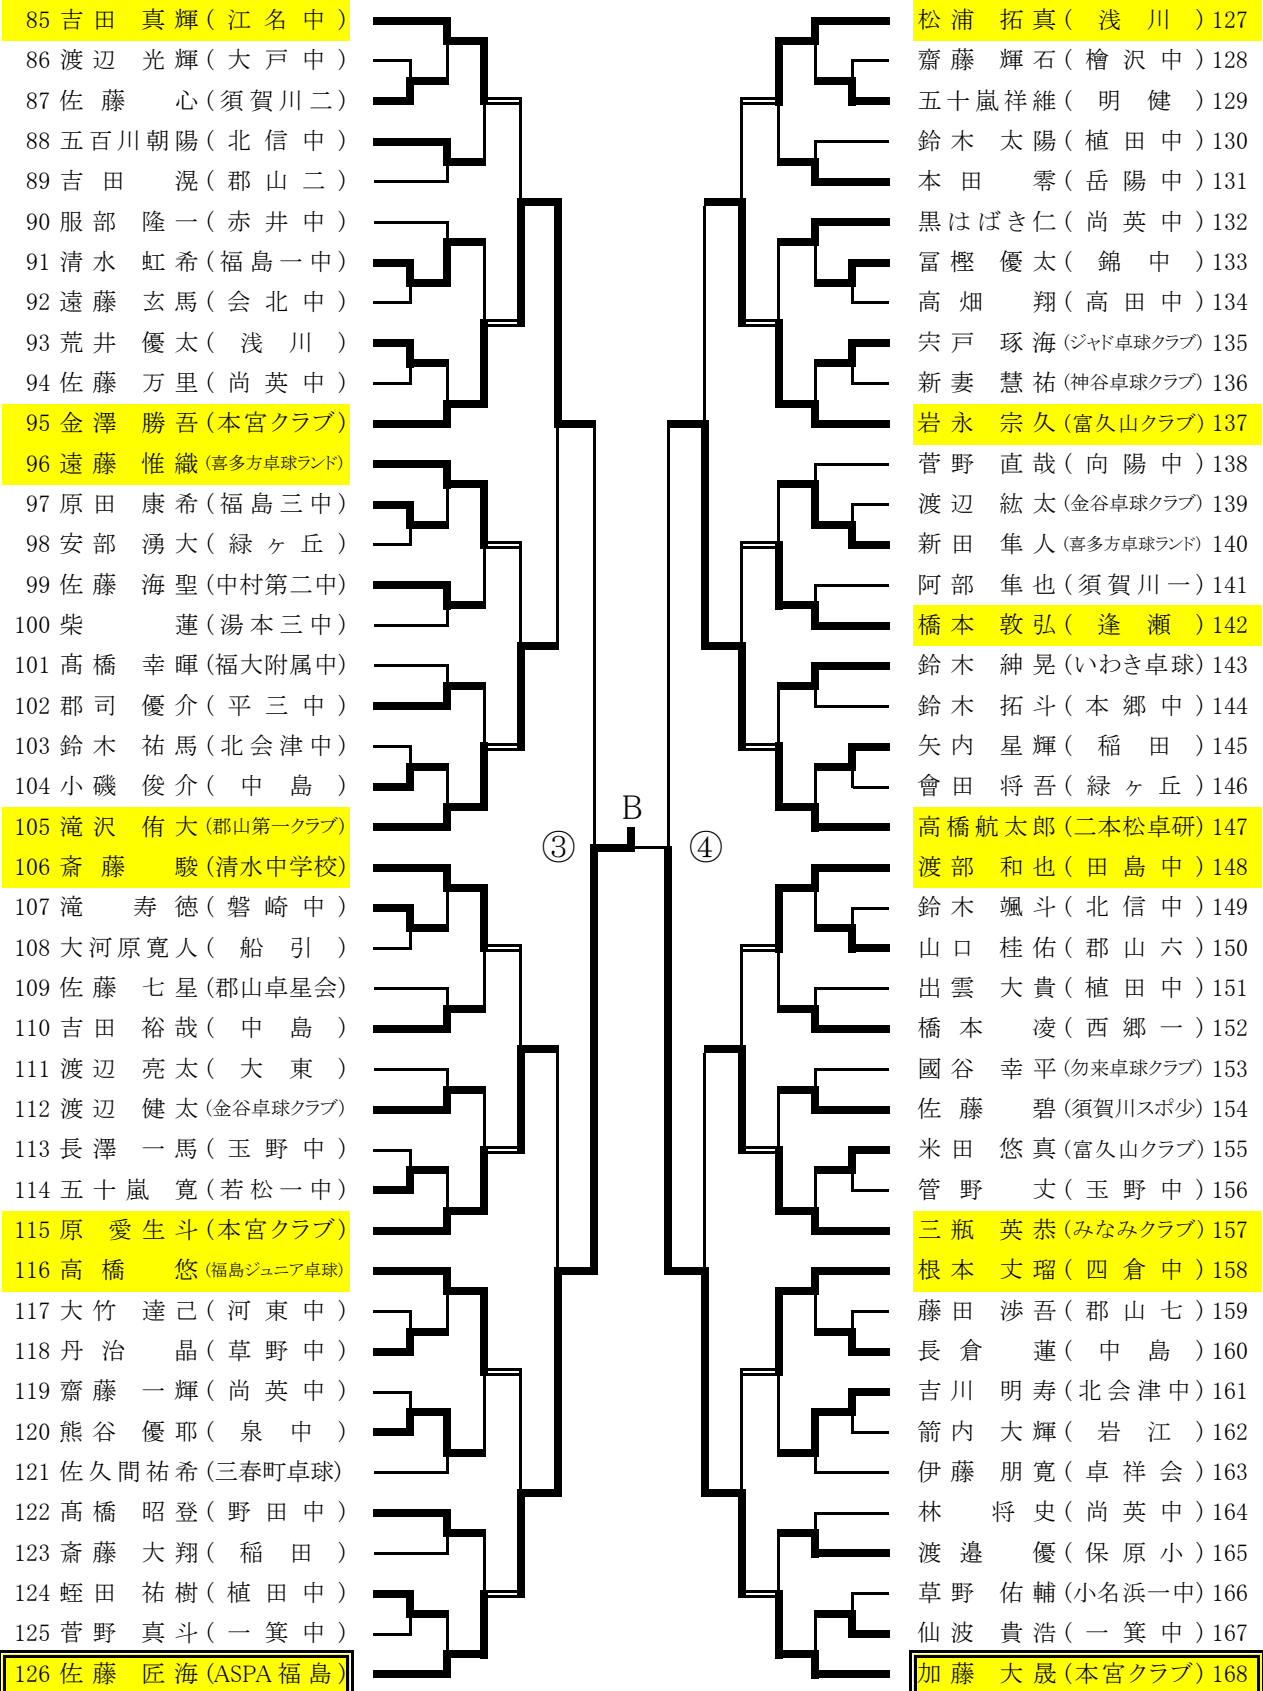 85 吉田 真輝(江名中)
86 渡辺 光輝(大戸中)
87 佐藤 心(須賀川二)
88 五百川朝陽(北信中)
89 吉田 滉(郡山二)
90 服部 隆一(赤井中)
91 清水 虹希(福島一中)
92 遠藤 玄馬(会北中)
93 荒井 優太(浅川)
94 佐藤 万里(尚英中)
95 金澤 勝吾(本宮クラブ)
96 遠藤 惟織(喜多方卓球ランド)
97 原田 康希(福島三中)
98 安部 湧大(緑ヶ丘)
99 佐藤 海聖(中村第二中)
100 柴 蓮(湯本三中)
101 髙橋 幸暉(福大附属中)
102 郡司 優介(平三中)
103 鈴木 祐馬(北会津中)
104 小磯 俊介(中島)
105 滝沢 侑大(郡山第一クラブ)
106 斎藤 駿(清水中学校)
107 滝 寿徳(磐崎中)
108 大河原寛人(船引)
109 佐藤 七星(郡山卓星会)
110 吉田 裕哉(中島)
111 渡辺 亮太(大東)
112 渡辺 健太(金谷卓球クラブ)
113 長澤 一馬(玉野中)
114 五十嵐 寛(若松一中)
115 原 愛生斗(本宮クラブ)
116 高橋 悠(福島ジュニア卓球)
117 大竹 達己(河東中)
118 丹治 晶(草野中)
119 齋藤 一輝(尚英中)
120 熊谷 優耶(泉中)
121 佐久間祐希(三春町卓球)
122 髙橋 昭登(野田中)
123 斎藤 大翔(稲田)
124 蛭田 祐樹(植田中)
125 菅野 真斗(一箕中)
126 佐藤 匠海(ASPA福島)
③
B
④
松浦 拓真(浅川)127
齋藤 輝石(檜沢中)128
五十嵐祥維(明健)129
鈴木 太陽(植田中)130
本田 零(岳陽中)131
黒はばき仁(尚英中)132
冨樫 優太(錦中)133
高畑 翔(高田中)134
宍戸 琢海(ジャド卓球クラブ)135
新妻 慧祐(神谷卓球クラブ)136
岩永 宗久(富久山クラブ)137
菅野 直哉(向陽中)138
渡辺 紘太(金谷卓球クラブ)139
新田 隼人(喜多方卓球ランド)140
阿部 隼也(須賀川一)141
橋本 敦弘(逢瀬)142
鈴木 紳晃(いわき卓球)143
鈴木 拓斗(本郷中)144
矢内 星輝(稲田)145
會田 将吾(緑ヶ丘)146
高橋航太郎(二本松卓研)147
渡部 和也(田島中)148
鈴木 颯斗(北信中)149
山口 桂佑(郡山六)150
出雲 大貴(植田中)151
橋本 凌(西郷一)152
國谷 幸平(勿来卓球クラブ)153
佐藤 碧(須賀川スポ少)154
米田 悠真(富久山クラブ)155
管野 丈(玉野中)156
三瓶 英恭(みなみクラブ)157
根本 丈瑠(四倉中)158
藤田 渉吾(郡山七)159
長倉 蓮(中島)160
吉川 明寿(北会津中)161
箭内 大輝(岩江)162
伊藤 朋寛(卓祥会)163
林 将史(尚英中)164
渡邉 優(保原小)165
草野 佑輔(小名浜一中)166
仙波 貴浩(一箕中)167
加藤 大晟(本宮クラブ)168